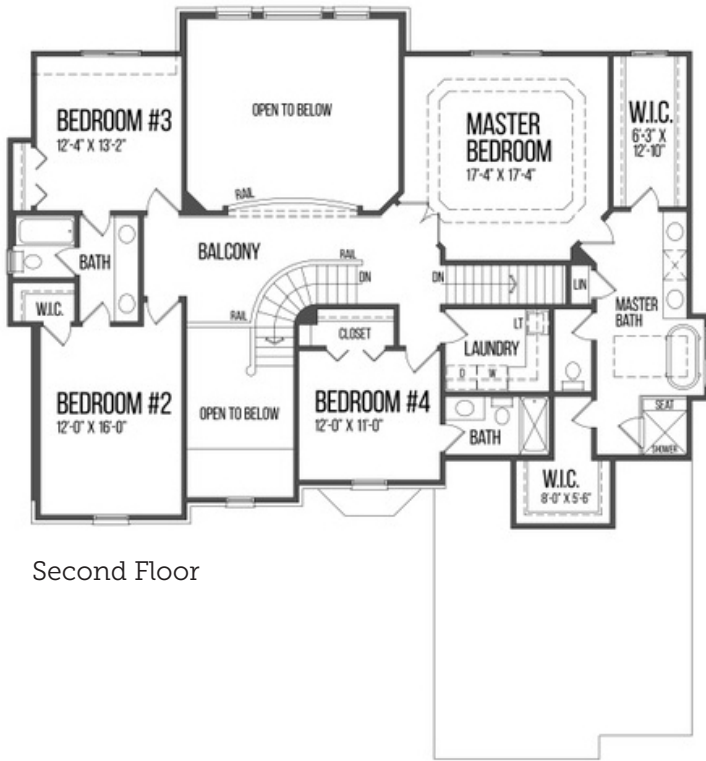 BEDROOM #3
12'-4" X 13'-2"
OPEN TO BELOW
MASTER
BEDROOM
17'-4" X 17'-4"
W.I.C.
6'-3" X
12'-10"
RAIL
BATH
BALCONY
RAIL
DN
DN
LIN
MASTER
BATH
W.I.C.
RAIL
CLOSET
LAUNDRY
LT
D
W
BEDROOM #2
12'-0" X 16'-0"
OPEN TO BELOW
BEDROOM #4
12'-0" X 11'-0"
BATH
SEAT
SHOWER
W.I.C.
8'-0" X 5'-6"
Second Floor